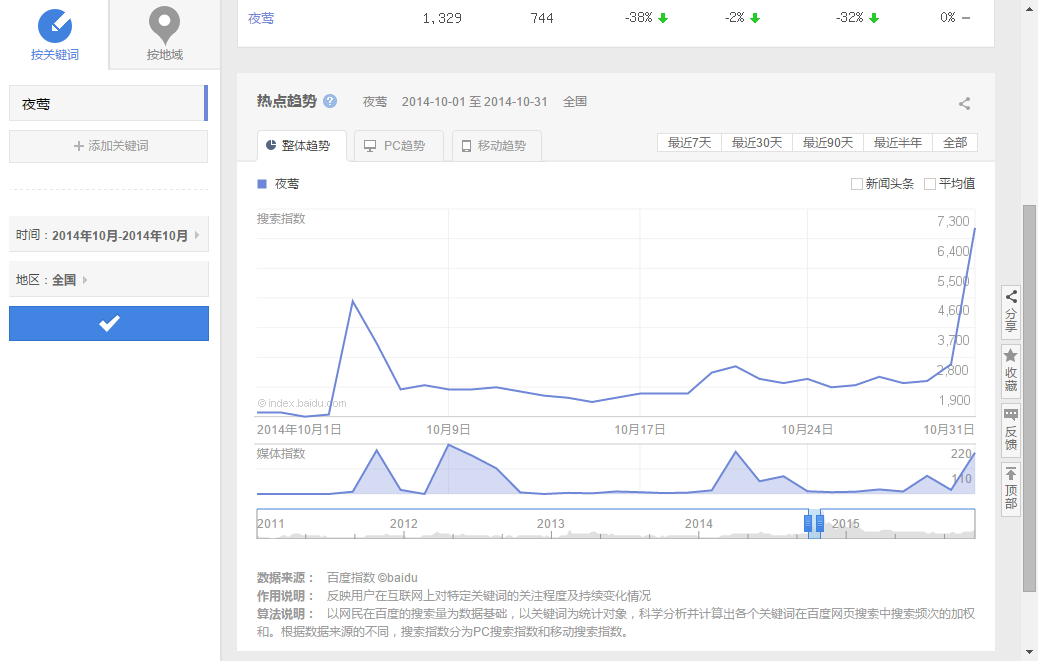 按关键词
按地域
夜莺
添加关键词
时间：2014年10月-2014年10月
地区：全国
夜莺 1,329 744 -38% -2% -32% 0%
热点趋势 ? 夜莺 2014-10-01 至 2014-10-31 全国
整体趋势 PC趋势 移动趋势
最近7天 最近30天 最近90天 最近半年 全部
夜莺
新闻头条 平均值
搜索指数
7,300
6,400
5,500
4,600
3,700
2,800
1,900
©index.baidu.com
2014年10月1日 10月9日 10月17日 10月24日 10月31日
媒体指数
220
110
2011 2012 2013 2014 2015
数据来源： 百度指数 ©baidu
作用说明： 反映用户在互联网上对特定关键词的关注程度及持续变化情况
算法说明： 以网民在百度的搜索量为数据基础，以关键词为统计对象，科学分析并计算出各个关键词在百度网页搜索中搜索频次的加权
和。根据数据来源的不同，搜索指数分为PC搜索指数和移动搜索指数。
分享
收藏
反馈
顶部